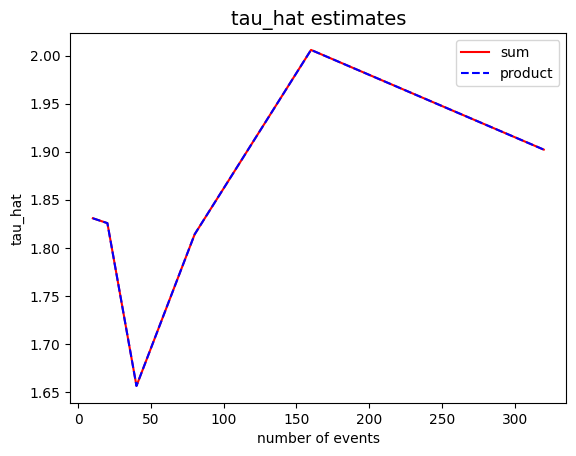 tau_hat estimates
sum
product
2.00
1.95
1.90
1.85
1.80
1.75
1.70
1.65
tau_hat
0 50 100 150 200 250 300
number of events